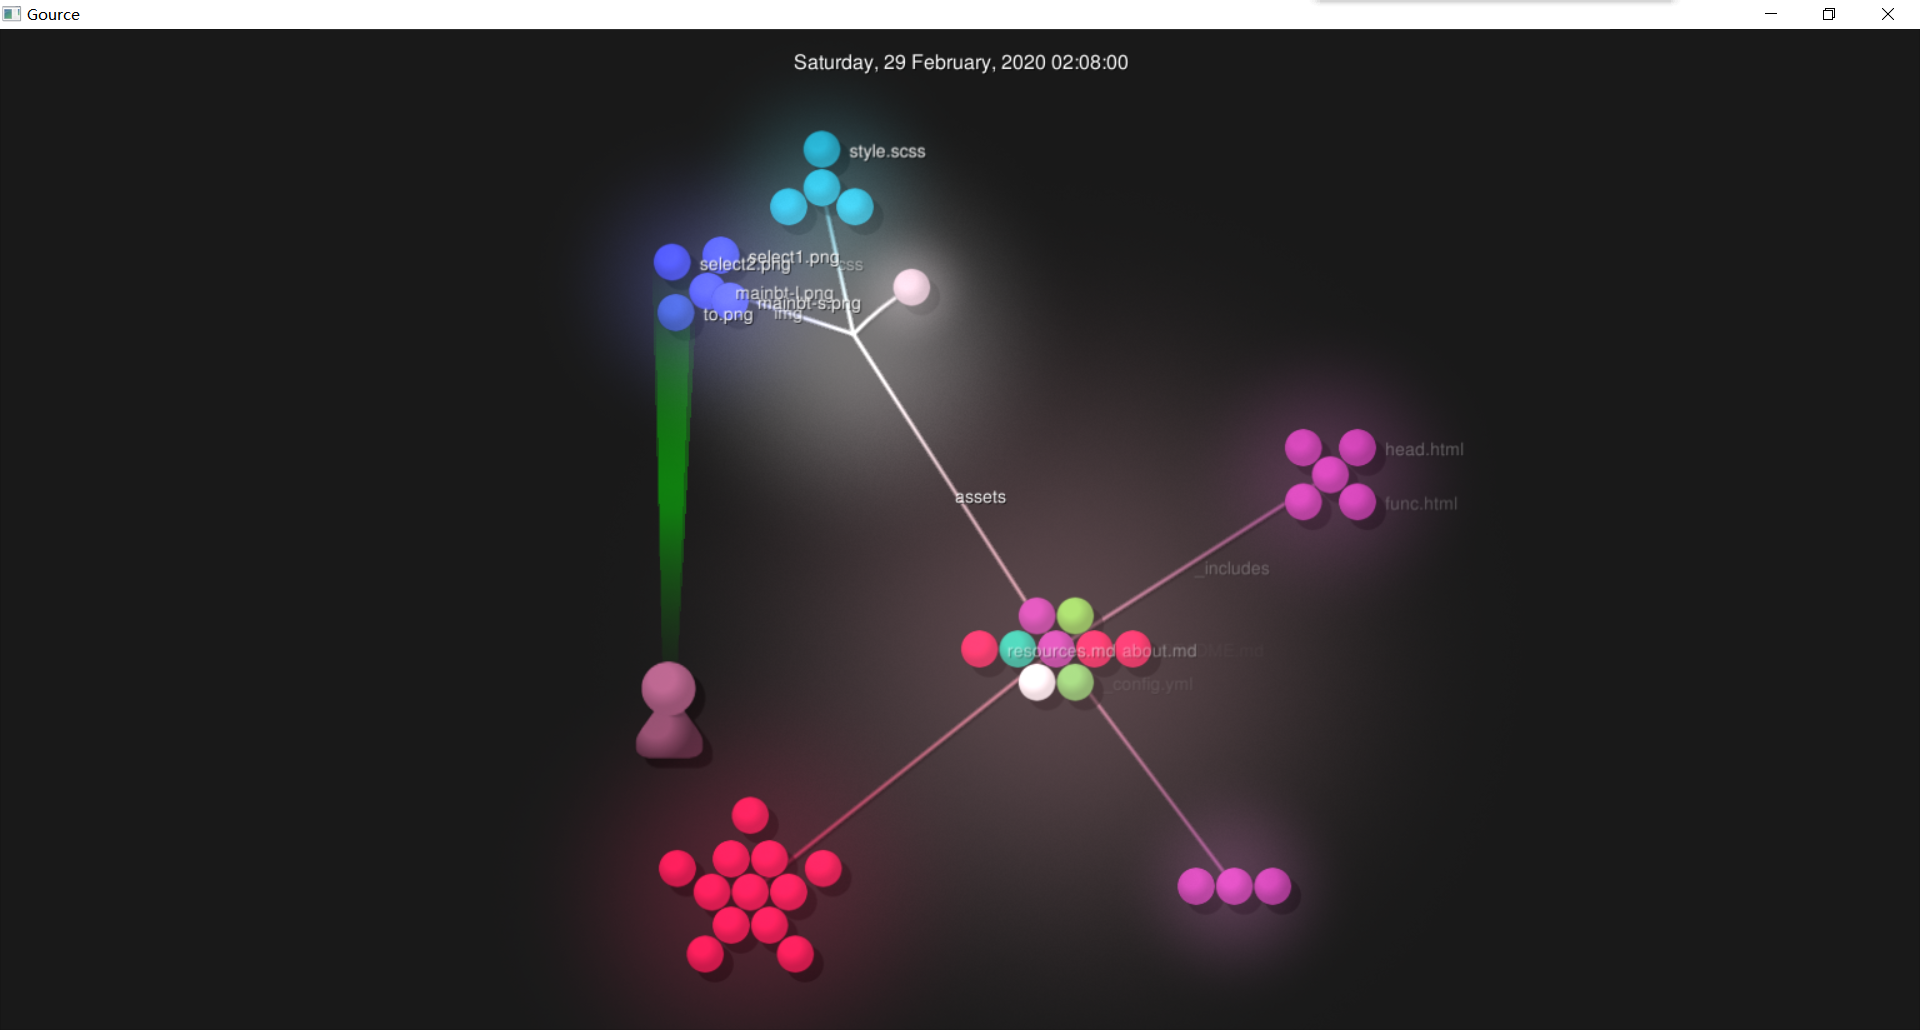 Gource
Saturday, 29 February, 2020 02:08:00
style.scss
select1.png
select2.png
css
mainbt-l.png
mainbt-s.png
img
to.png
head.html
assets
func.html
_includes
resources.md
about.md
_config.yml